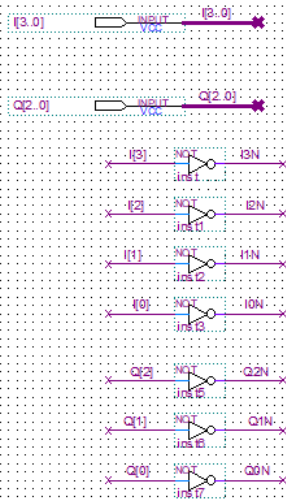 I[3..0] INPUT VCC I[3..0]
Q[2..0] INPUT VCC Q[2..0]
I[3] NOT I3N
inst
I[2] NOT I2N
inst1
I[1] NOT I1N
inst2
I[0] NOT I0N
inst3
Q[2] NOT Q2N
inst5
Q[1] NOT Q1N
inst6
Q[0] NOT Q0N
inst7